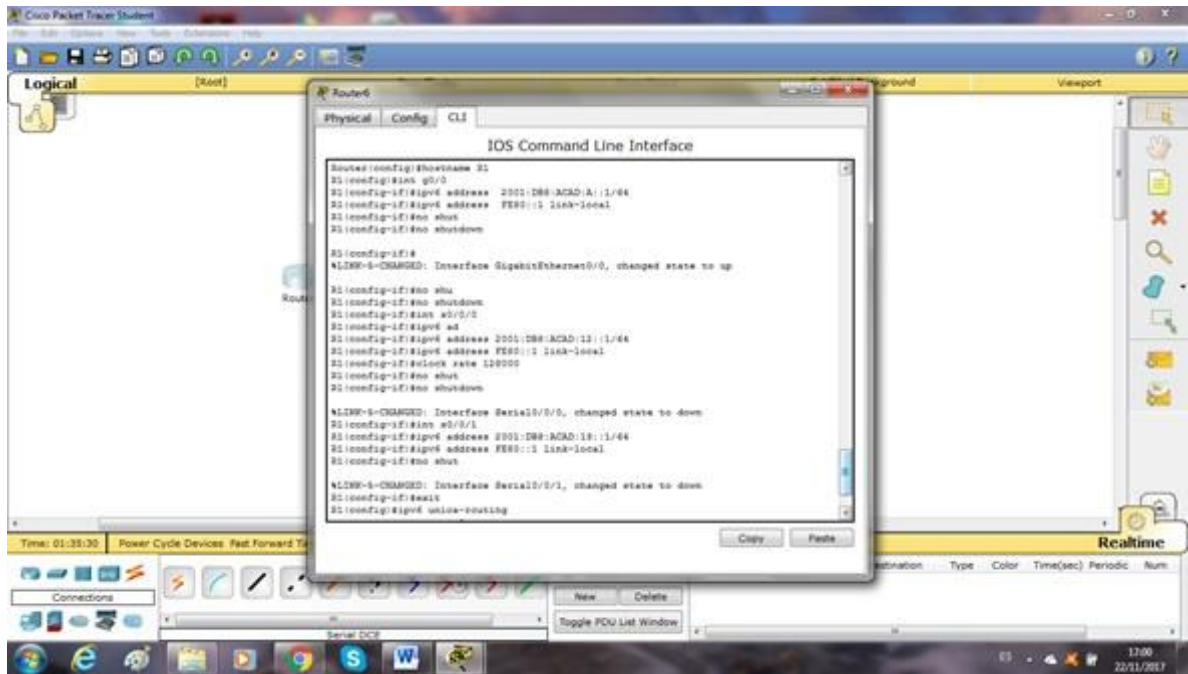 Cisco Packet Tracer Student
File Edit Options View Tools Extensions Help
Logical
[Root]
Viewport
Router6
Physical Config CLI
IOS Command Line Interface
Router(config)#hostname R1
R1(config)#int g0/0
R1(config-if)#ipv6 address 2001:DB8:ACAD:A::1/64
R1(config-if)#ipv6 address FE80::1 link-local
R1(config-if)#no shut
R1(config-if)#no shutdown
R1(config-if)#
%LINK-5-CHANGED: Interface GigabitEthernet0/0, changed state to up
R1(config-if)#no shu
R1(config-if)#no shutdown
R1(config-if)#int s0/0/0
R1(config-if)#ipv6 ad
R1(config-if)#ipv6 address 2001:DB8:ACAD:12::1/64
R1(config-if)#ipv6 address FE80::1 link-local
R1(config-if)#clock rate 128000
R1(config-if)#no shut
R1(config-if)#no shutdown
%LINK-5-CHANGED: Interface Serial0/0/0, changed state to down
R1(config-if)#int s0/0/1
R1(config-if)#ipv6 address
R1(config-if)#ipv6 address FE80::1 link-local
R1(config-if)#no shut
%LINK-5-CHANGED: Interface Serial0/0/1, changed state to down
R1(config-if)#exit
R1(config)#ipv6 unica-routing
Copy Paste
Time: 01:35:30 Power Cycle Devices Fast Forward
Realtime
Connections
New Delete
Toggle PDU List Window
Type Color Time(sec) Periodic Num
Serial DCE
ES
17:00
22/11/2017